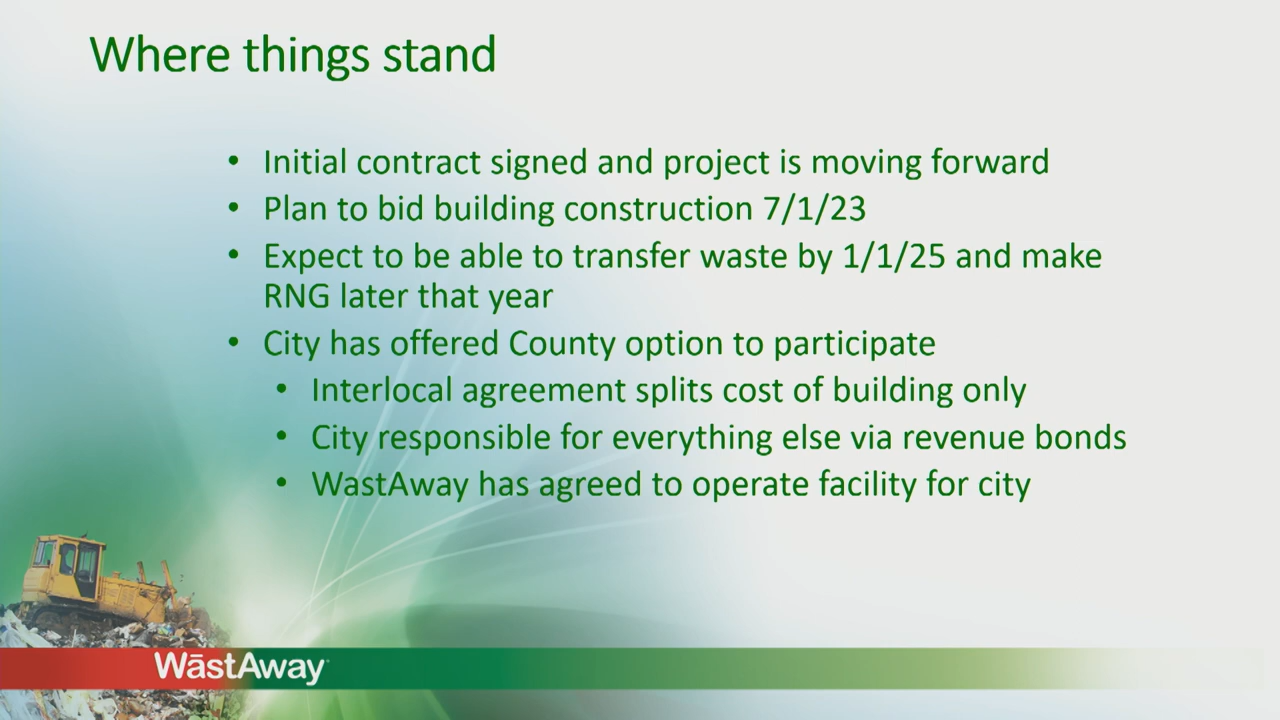 Where things stand
• Initial contract signed and project is moving forward
• Plan to bid building construction 7/1/23
• Expect to be able to transfer waste by 1/1/25 and make
RNG later that year
• City has offered County option to participate
• Interlocal agreement splits cost of building only
• City responsible for everything else via revenue bonds
• WastAway has agreed to operate facility for city
WāstAway